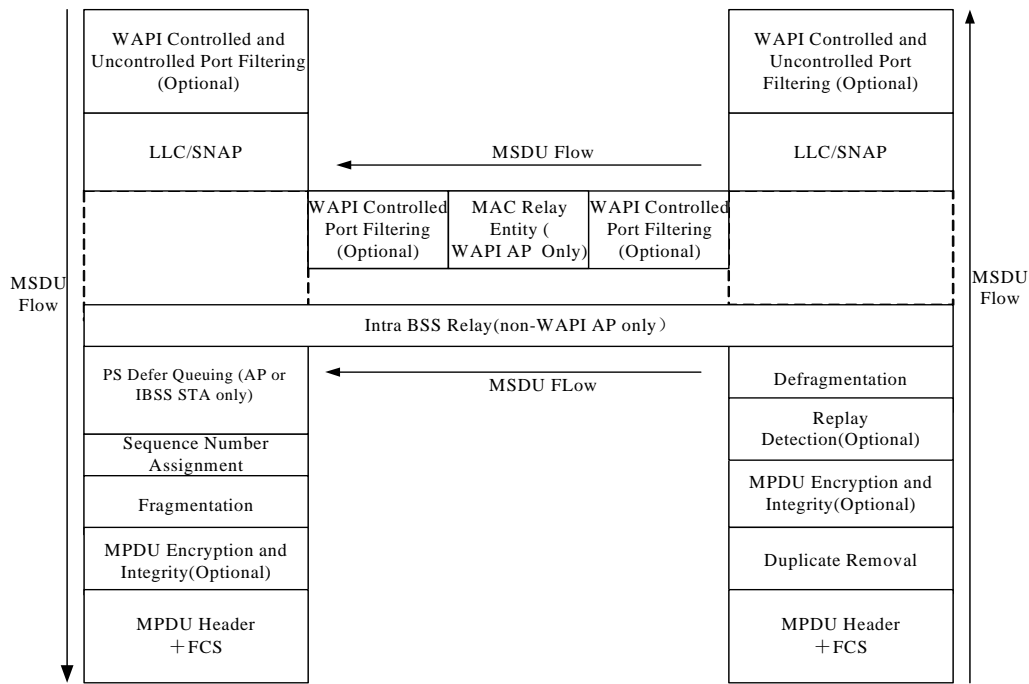 WAPI Controlled and
Uncontrolled Port Filtering
(Optional)
WAPI Controlled and
Uncontrolled Port
Filtering (Optional)
LLC/SNAP
MSDU Flow
LLC/SNAP
WAPI Controlled
Port Filtering
(Optional)
MAC Relay
Entity (
WAPI AP Only)
WAPI Controlled
Port Filtering
(Optional)
MSDU
Flow
MSDU
Flow
Intra BSS Relay(non-WAPI AP only)
PS Defer Queuing (AP or
IBSS STA only)
MSDU FLow
Defragmentation
Sequence Number
Assignment
Replay
Detection(Optional)
Fragmentation
MPDU Encryption and
Integrity(Optional)
MPDU Encryption and
Integrity(Optional)
Duplicate Removal
MPDU Header
+FCS
MPDU Header
+FCS